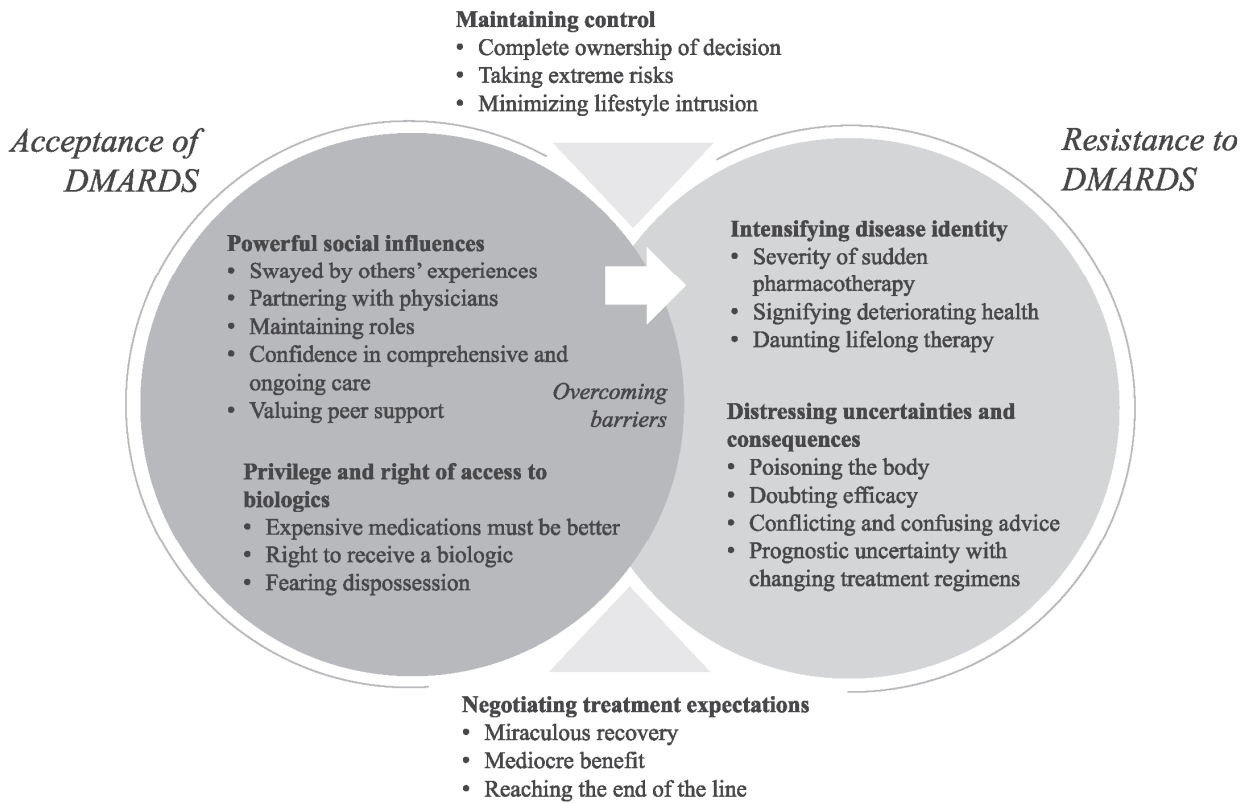 Maintaining control
• Complete ownership of decision
• Taking extreme risks
• Minimizing lifestyle intrusion
Acceptance of
DMARDS
Resistance to
DMARDS
Powerful social influences
• Swayed by others’ experiences
• Partnering with physicians
• Maintaining roles
• Confidence in comprehensive and
ongoing care
• Valuing peer support
Overcoming
barriers
Privilege and right of access to
biologics
• Expensive medications must be better
• Right to receive a biologic
• Fearing dispossession
Intensifying disease identity
• Severity of sudden
pharmacotherapy
• Signifying deteriorating health
• Daunting lifelong therapy
Distressing uncertainties and
consequences
• Poisoning the body
• Doubting efficacy
• Conflicting and confusing advice
• Prognostic uncertainty with
changing treatment regimens
Negotiating treatment expectations
• Miraculous recovery
• Mediocre benefit
• Reaching the end of the line